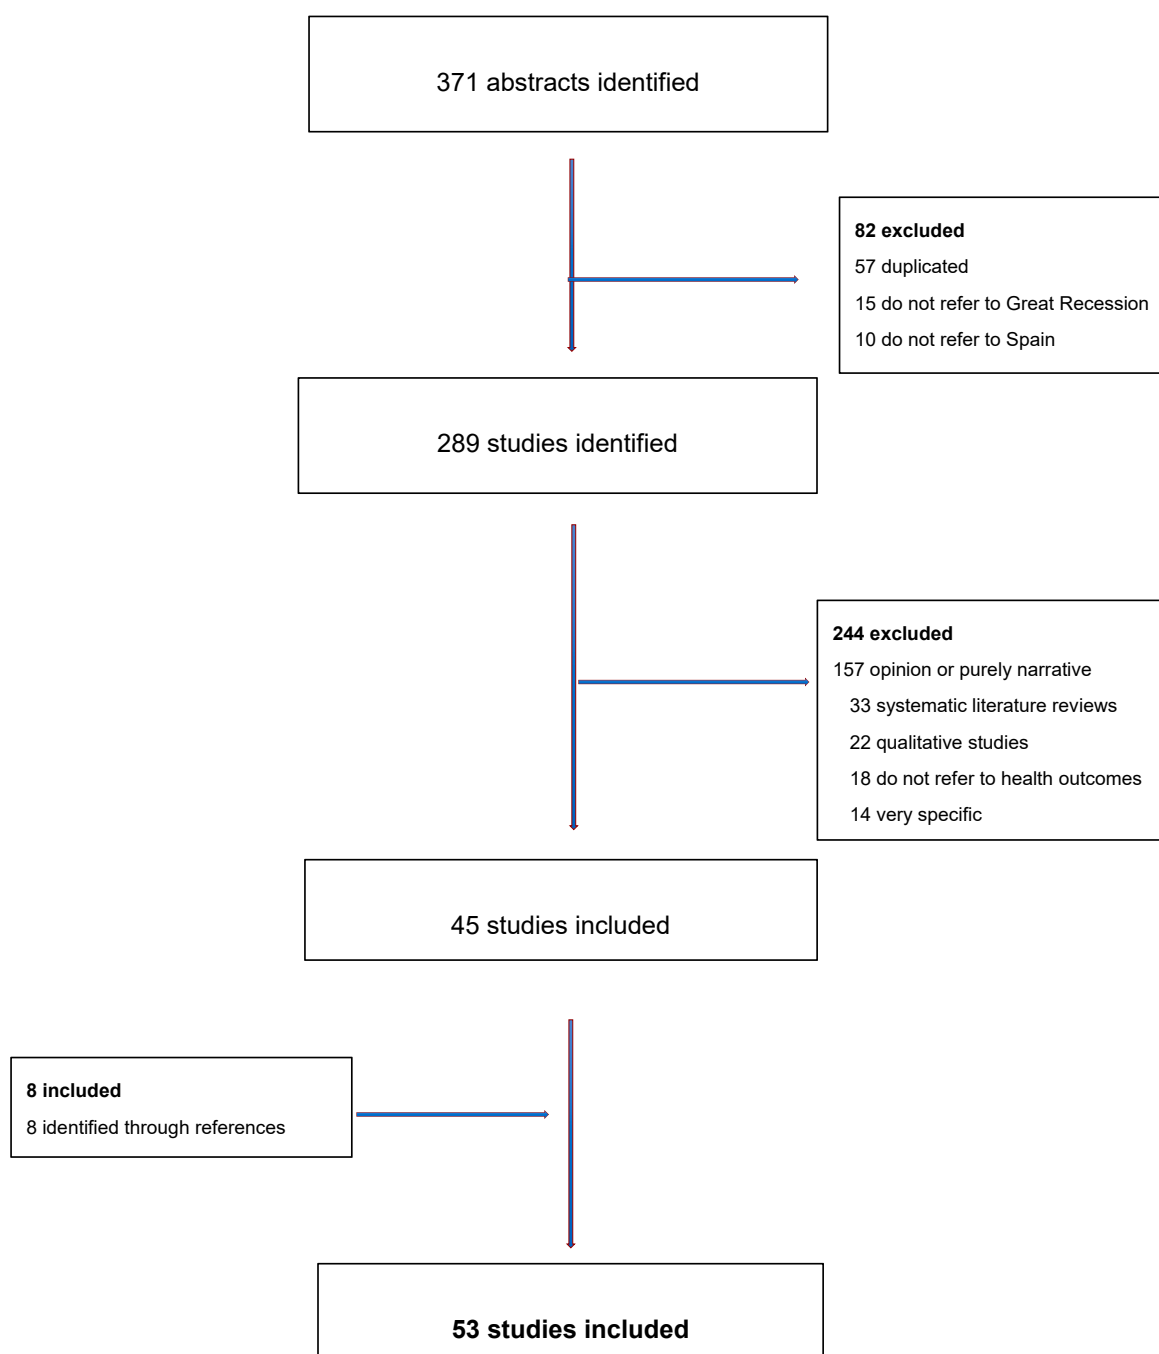 371 abstracts identified
82 excluded
57 duplicated
15 do not refer to Great Recession
10 do not refer to Spain
289 studies identified
244 excluded
157 opinion or purely narrative
33 systematic literature reviews
22 qualitative studies
18 do not refer to health outcomes
14 very specific
45 studies included
8 included
8 identified through references
53 studies included